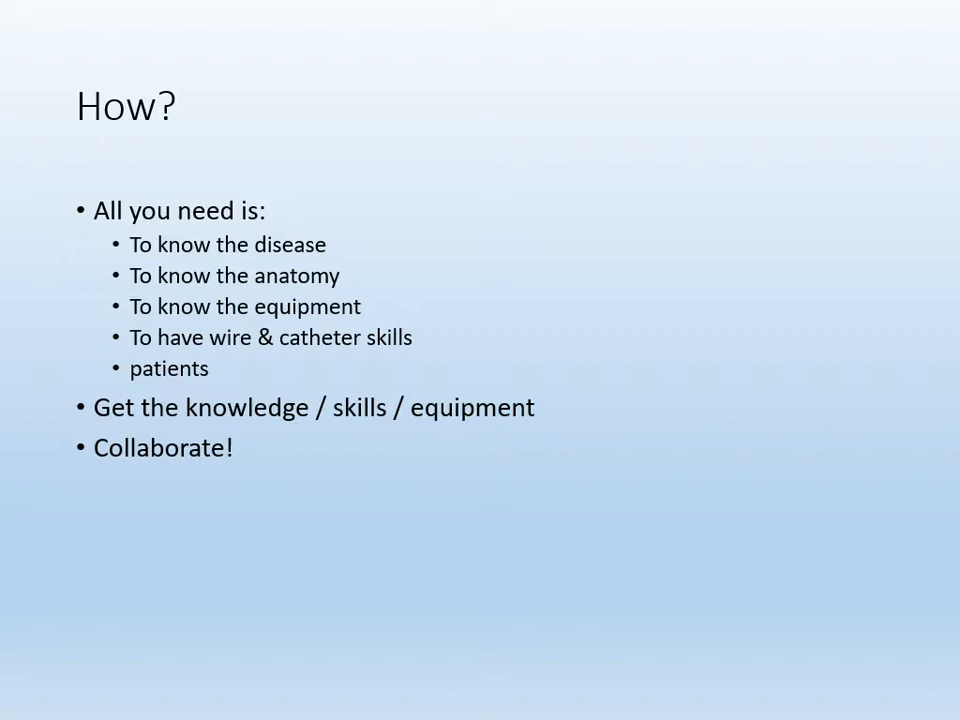 How?
• All you need is:
• To know the disease
• To know the anatomy
• To know the equipment
• To have wire & catheter skills
• patients
• Get the knowledge / skills / equipment
• Collaborate!